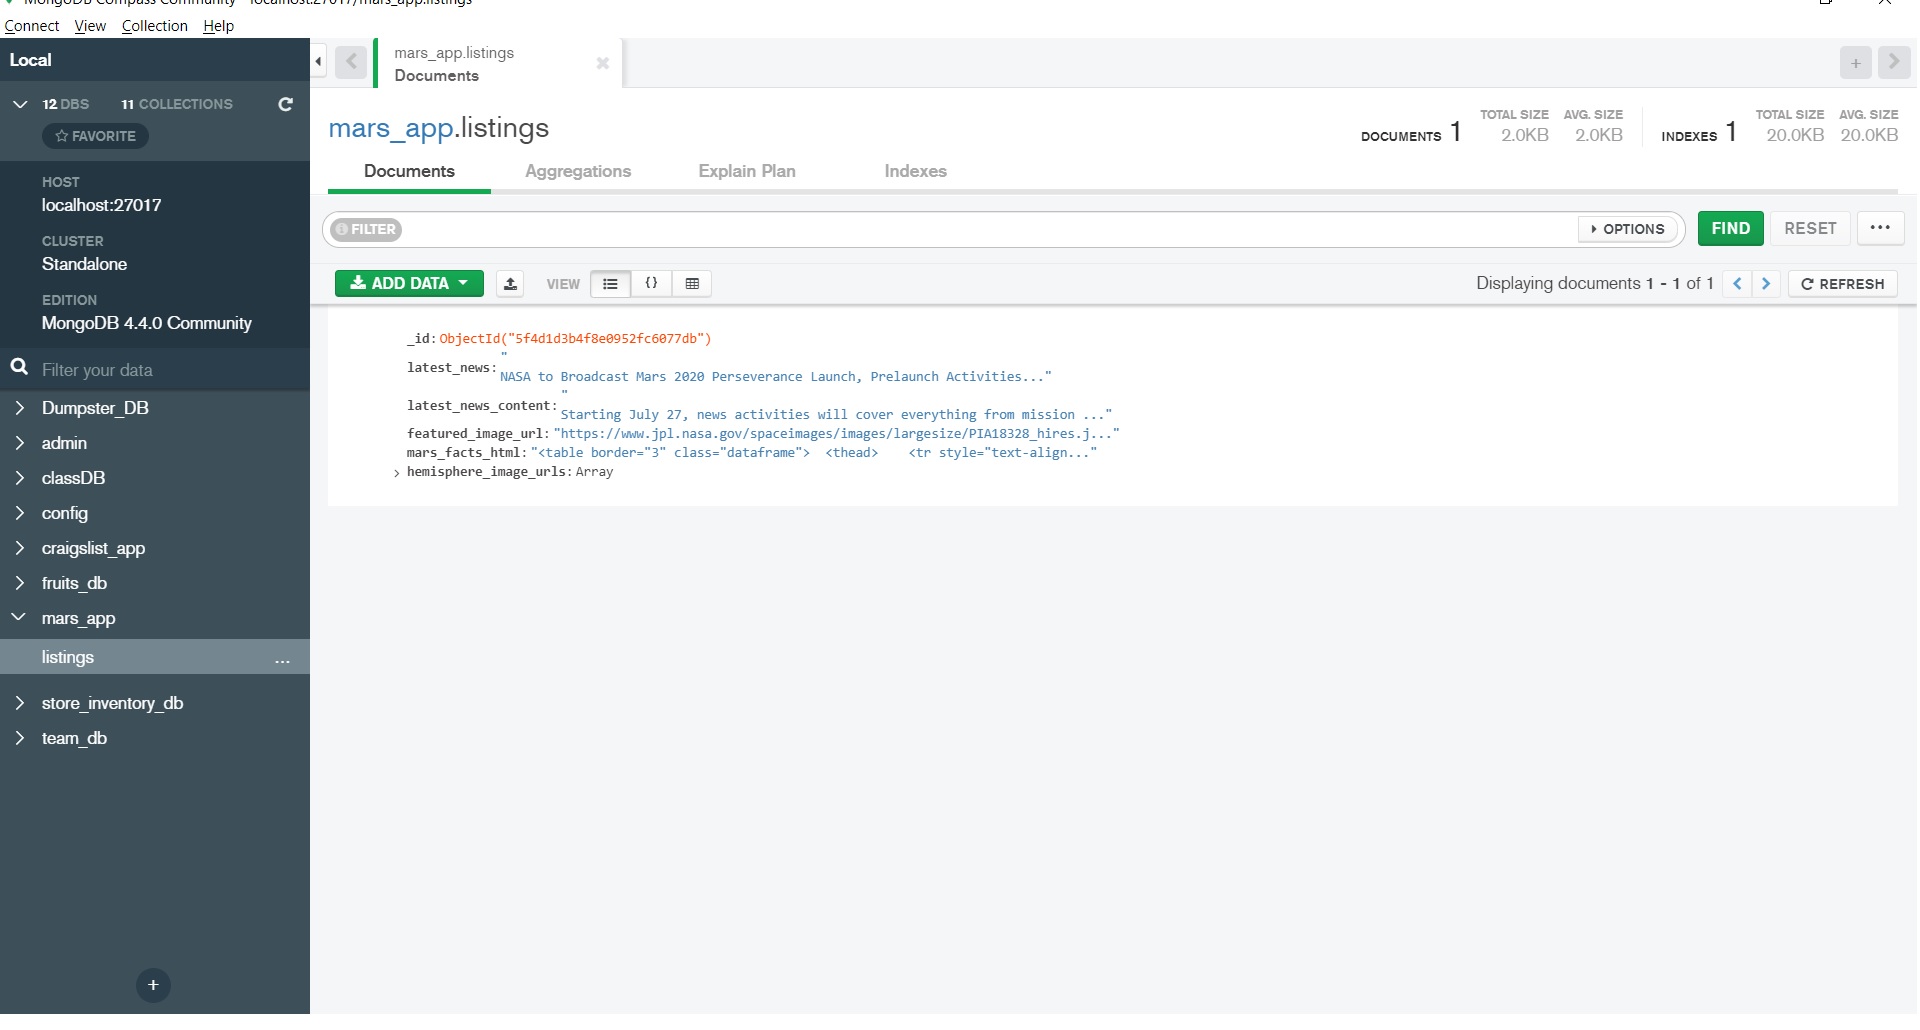 MongoDB Compass Community - localhost:27017/mars_app.listings
Connect View Collection Help
Local
12 DBS 11 COLLECTIONS
FAVORITE
HOST
localhost:27017
CLUSTER
Standalone
EDITION
MongoDB 4.4.0 Community
Filter your data
Dumpster_DB
admin
classDB
config
craigslist_app
fruits_db
mars_app
listings ...
store_inventory_db
team_db
+
mars_app.listings
Documents
+
mars_app.listings
DOCUMENTS 1 TOTAL SIZE 2.0KB AVG. SIZE 2.0KB INDEXES 1 TOTAL SIZE 20.0KB AVG. SIZE 20.0KB
Documents Aggregations Explain Plan Indexes
FILTER OPTIONS FIND RESET ...
ADD DATA VIEW {} Displaying documents 1 - 1 of 1 REFRESH
_id: ObjectId("5f4d1d3b4f8e0952fc6077db")
"
latest_news: NASA to Broadcast Mars 2020 Perseverance Launch, Prelaunch Activities..."
"
latest_news_content: Starting July 27, news activities will cover everything from mission ..."
featured_image_url: "https://www.jpl.nasa.gov/spaceimages/images/largesize/PIA18328_hires.j..."
mars_facts_html: "<table border="3" class="dataframe"> <thead> <tr style="text-align..."
hemisphere_image_urls: Array